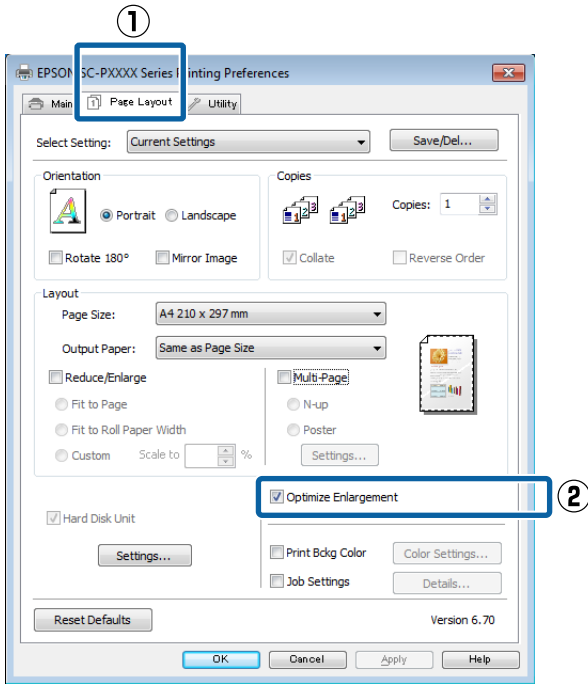 ①
EPSON SC-PXXXX Series Printing Preferences
Main Page Layout Utility
Select Setting: Current Settings Save/Del...
Orientation Copies
Portrait Landscape Copies: 1
Rotate 180° Mirror Image Collate Reverse Order
Layout
Page Size: A4 210 x 297 mm
Output Paper: Same as Page Size
Reduce/Enlarge Multi-Page
Fit to Page N-up
Fit to Roll Paper Width Poster
Custom Scale to % Settings...
Optimize Enlargement ②
Hard Disk Unit
Settings... Print Bckg Color Color Settings...
Job Settings Details...
Reset Defaults Version 6.70
OK Cancel Apply Help